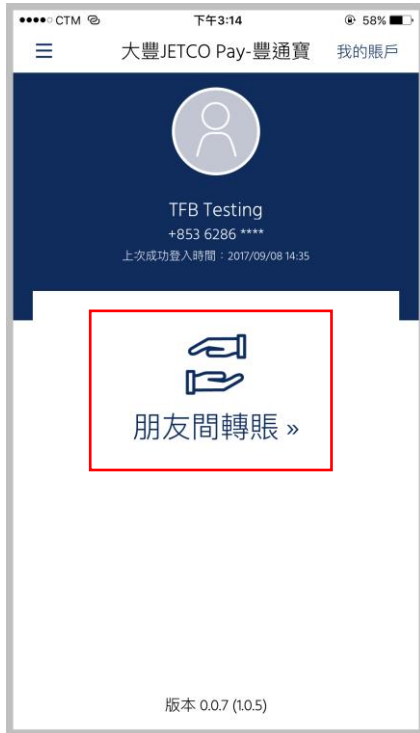 CTM 下午3:14 58%
大豐JETCO Pay-豐通寶 我的賬戶
TFB Testing
+853 6286 ****
上次成功登入時間：2017/09/08 14:35
朋友間轉賬 »
版本 0.0.7 (1.0.5)